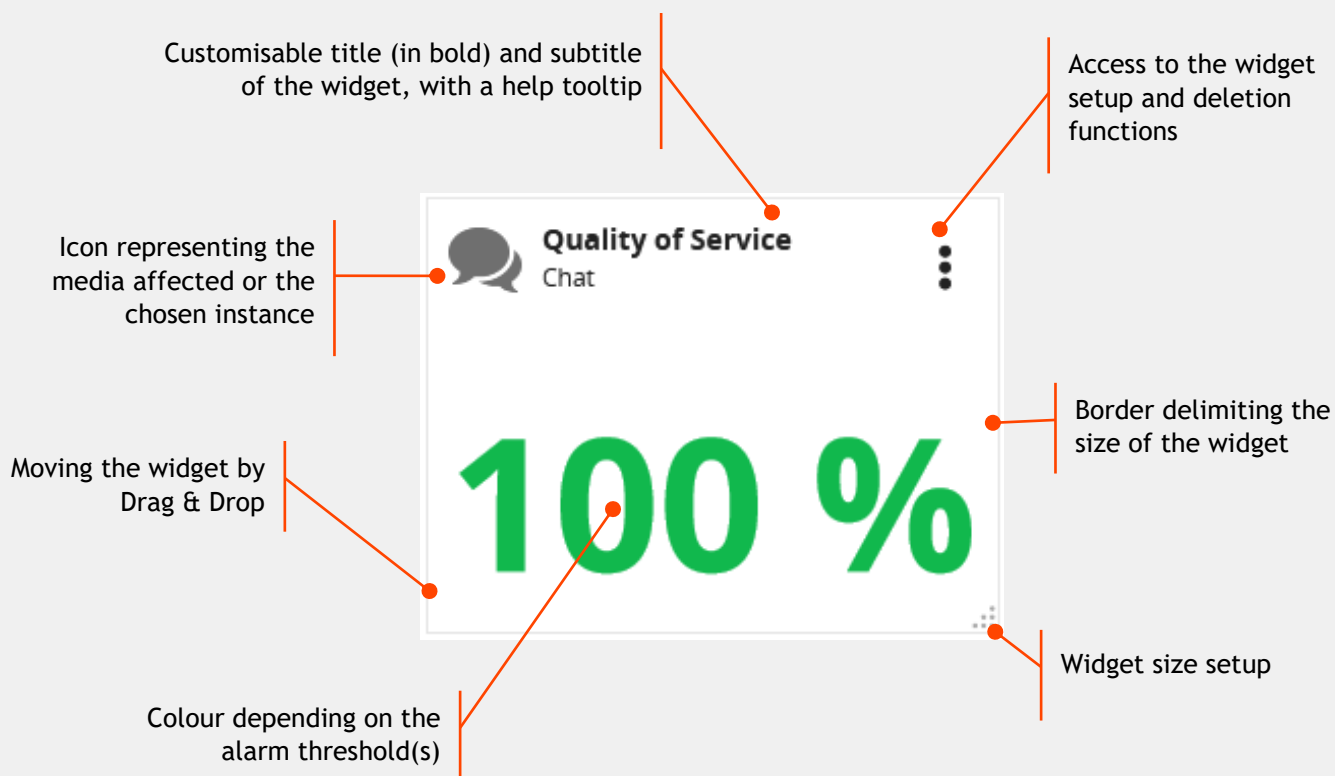 Customisable title (in bold) and subtitle
of the widget, with a help tooltip
Access to the widget
setup and deletion
functions
Icon representing the
media affected or the
chosen instance
Quality of Service
Chat
Border delimiting the
size of the widget
Moving the widget by
Drag & Drop
100 %
Widget size setup
Colour depending on the
alarm threshold(s)